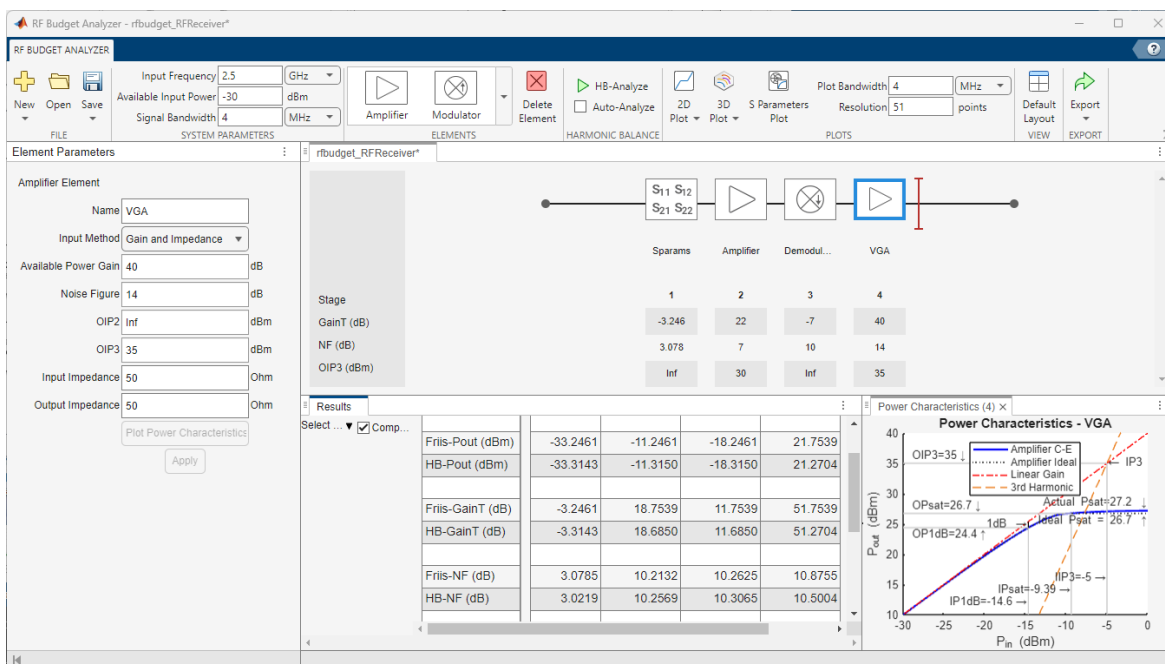 RF Budget Analyzer - rfbudget_RFReceiver*
RF BUDGET ANALYZER
?
New
Open
Save
FILE
Input Frequency 2.5 GHz
Available Input Power -30 dBm
Signal Bandwidth 4 MHz
SYSTEM PARAMETERS
Amplifier
Modulator
ELEMENTS
Delete
Element
HB-Analyze
Auto-Analyze
HARMONIC BALANCE
2D
Plot
3D
Plot
S Parameters
Plot
Plot Bandwidth 4 MHz
Resolution 51 points
PLOTS
Default
Layout
VIEW
Export
EXPORT
Element Parameters
Amplifier Element
Name VGA
Input Method Gain and Impedance
Available Power Gain 40 dB
Noise Figure 14 dB
OIP2 Inf dBm
OIP3 35 dBm
Input Impedance 50 Ohm
Output Impedance 50 Ohm
Plot Power Characteristics
Apply
rfbudget_RFReceiver*
S11 S12
S21 S22
Sparams Amplifier Demodul... VGA
Stage 1 2 3 4
GainT (dB) -3.246 22 -7 40
NF (dB) 3.078 7 10 14
OIP3 (dBm) Inf 30 Inf 35
Results
Select ... Comp...
Friis-Pout (dBm) -33.2461 -11.2461 -18.2461 21.7539
HB-Pout (dBm) -33.3143 -11.3150 -18.3150 21.2704
Friis-GainT (dB) -3.2461 18.7539 11.7539 51.7539
HB-GainT (dB) -3.3143 18.6850 11.6850 51.2704
Friis-NF (dB) 3.0785 10.2132 10.2625 10.8755
HB-NF (dB) 3.0219 10.2569 10.3065 10.5004
Power Characteristics (4)
Power Characteristics - VGA
Amplifier C-E
Amplifier Ideal
Linear Gain
3rd Harmonic
OIP3=35 ↓
← IP3
OPsat=26.7 ↓
Actual Psat=27.2 ↓
1dB →
Ideal Psat = 26.7 ↑
OP1dB=24.4 ↑
IIP3=-5 →
IPsat=-9.39 →
IP1dB=-14.6 →
40
35
30
25
20
15
10
Pout (dBm)
-30 -25 -20 -15 -10 -5 0
Pin (dBm)